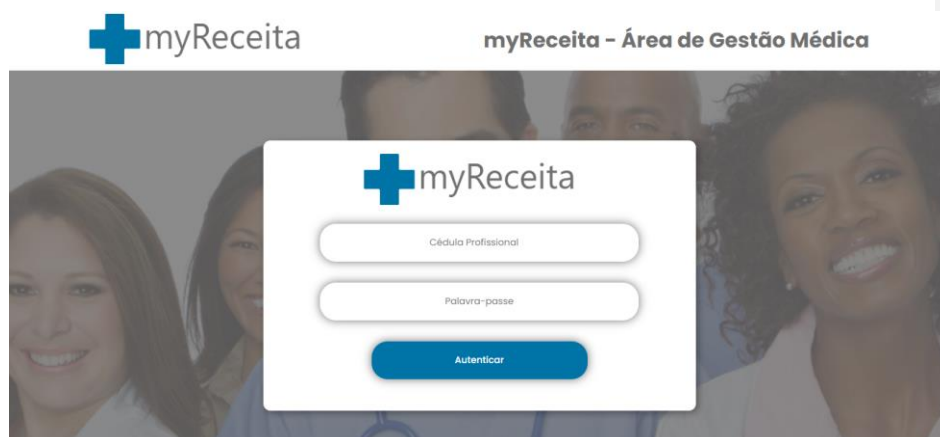 myReceita
myReceita - Área de Gestão Médica
myReceita
Cédula Profissional
Palavra-passe
Autenticar